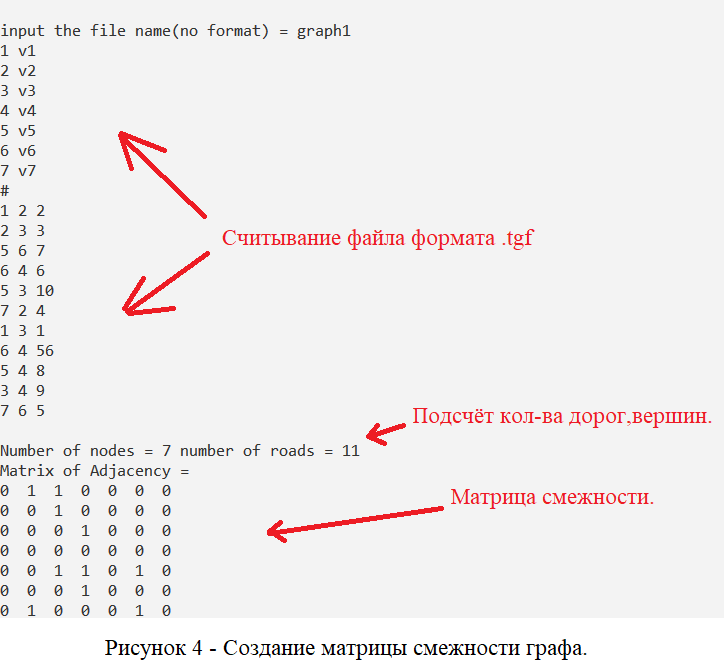 input the file name(no format) = graph1
1 v1
2 v2
3 v3
4 v4
5 v5
6 v6
7 v7
#
1 2 2
2 3 3
Считывание файла формата .tgf
5 6 7
6 4 6
5 3 10
7 2 4
1 3 1
6 4 56
5 4 8
3 4 9
7 6 5
Подсчёт кол-ва дорог,вершин.
Number of nodes = 7 number of roads = 11
Matrix of Adjacency =
0 1 1 0 0 0 0
Матрица смежности.
0 0 1 0 0 0 0
0 0 0 1 0 0 0
0 0 0 0 0 0 0
0 0 1 1 0 1 0
0 0 0 1 0 0 0
0 1 0 0 0 1 0
Рисунок 4 - Создание матрицы смежности графа.